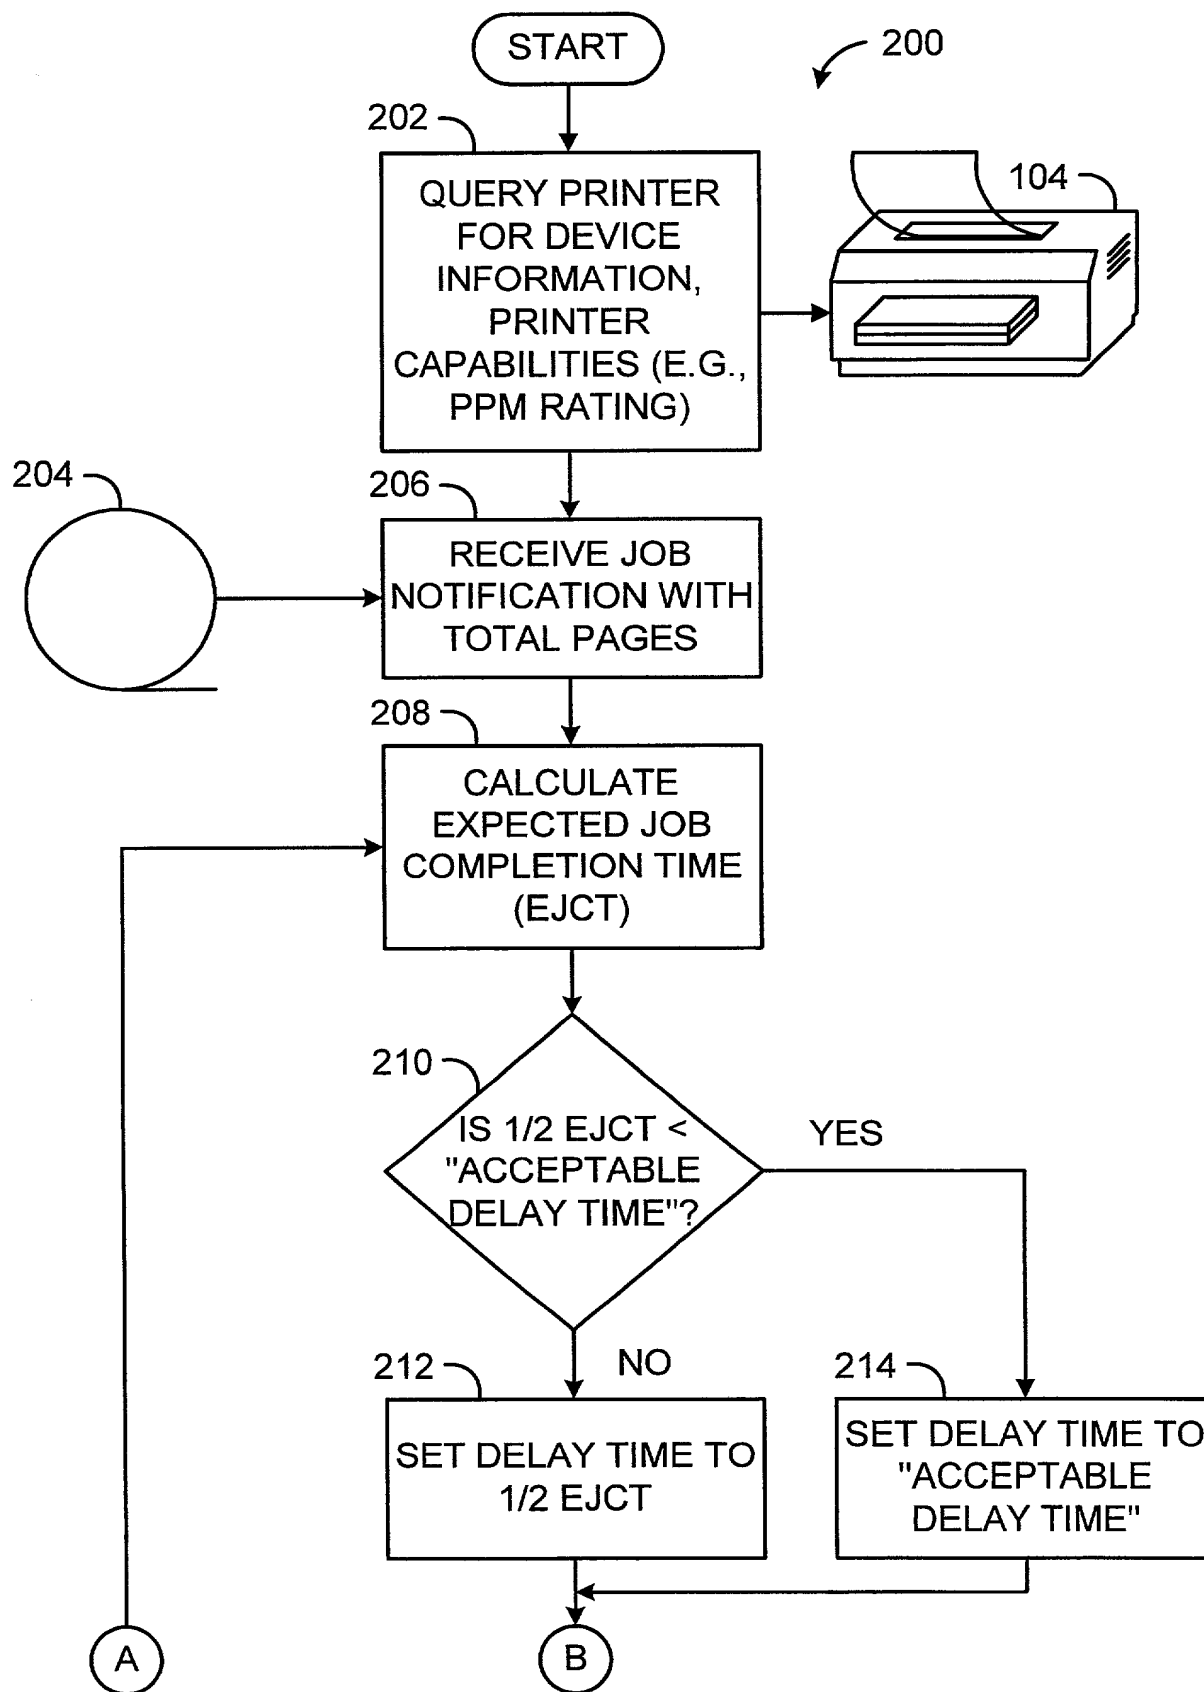 START
200
202
QUERY PRINTER
FOR DEVICE
INFORMATION,
PRINTER
CAPABILITIES (E.G.,
PPM RATING)
104
204
206
RECEIVE JOB
NOTIFICATION WITH
TOTAL PAGES
208
CALCULATE
EXPECTED JOB
COMPLETION TIME
(EJCT)
210
IS 1/2 EJCT <
"ACCEPTABLE
DELAY TIME"?
YES
NO
212
SET DELAY TIME TO
1/2 EJCT
214
SET DELAY TIME TO
"ACCEPTABLE
DELAY TIME"
A
B